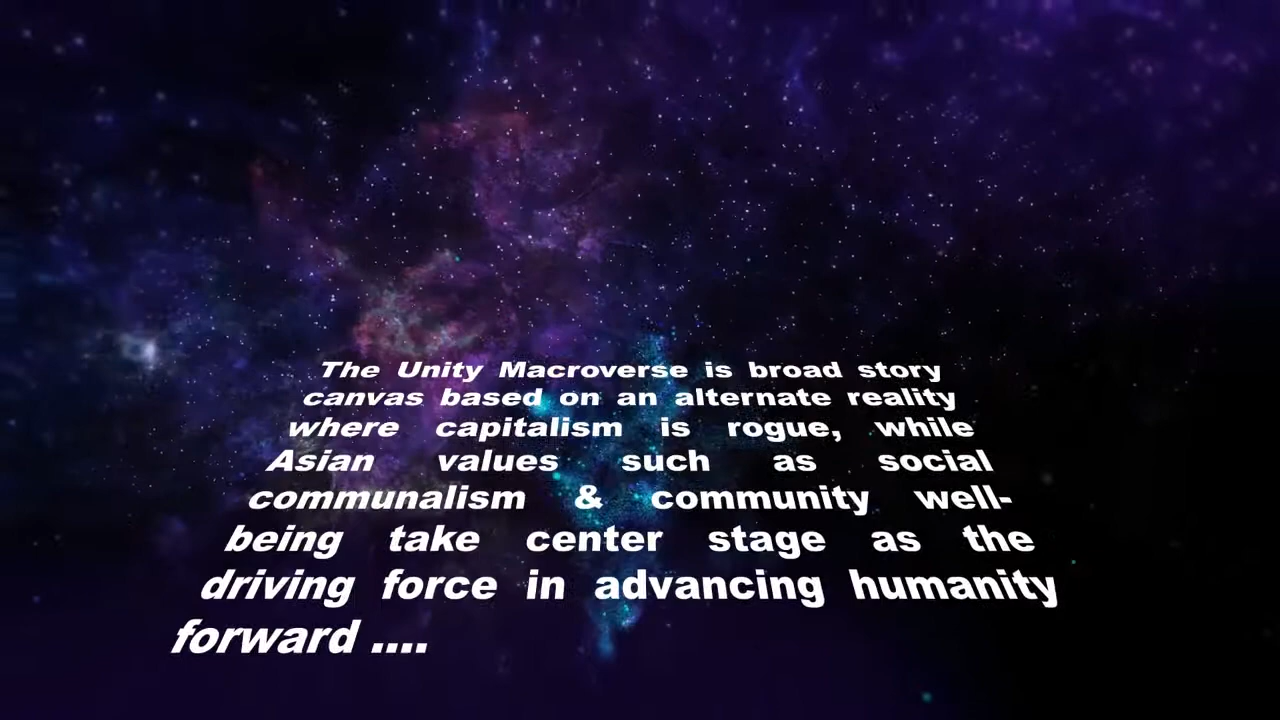 The Unity Macroverse is broad story
canvas based on an alternate reality
where capitalism is rogue, while
Asian values such as social
communalism & community well-
being take center stage as the
driving force in advancing humanity
forward ....